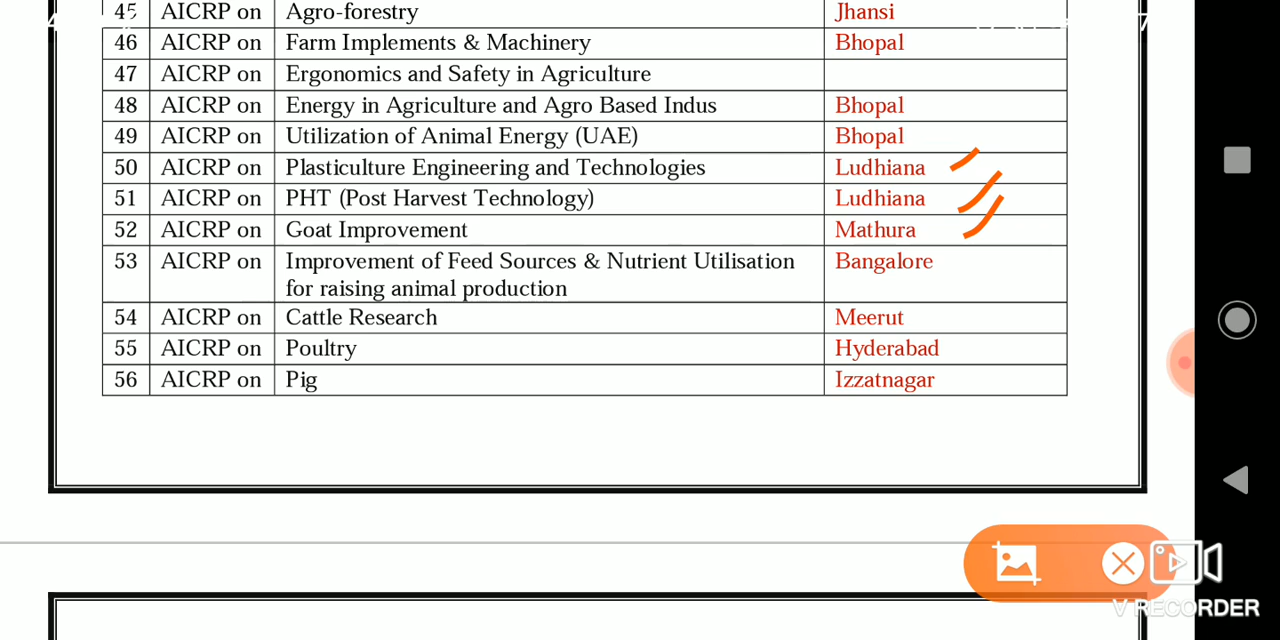 45 AICRP on Agro-forestry Jhansi
46 AICRP on Farm Implements & Machinery Bhopal
47 AICRP on Ergonomics and Safety in Agriculture
48 AICRP on Energy in Agriculture and Agro Based Indus Bhopal
49 AICRP on Utilization of Animal Energy (UAE) Bhopal
50 AICRP on Plasticulture Engineering and Technologies Ludhiana
51 AICRP on PHT (Post Harvest Technology) Ludhiana
52 AICRP on Goat Improvement Mathura
53 AICRP on Improvement of Feed Sources & Nutrient Utilisation Bangalore
for raising animal production
54 AICRP on Cattle Research Meerut
55 AICRP on Poultry Hyderabad
56 AICRP on Pig Izzatnagar
V RECORDER